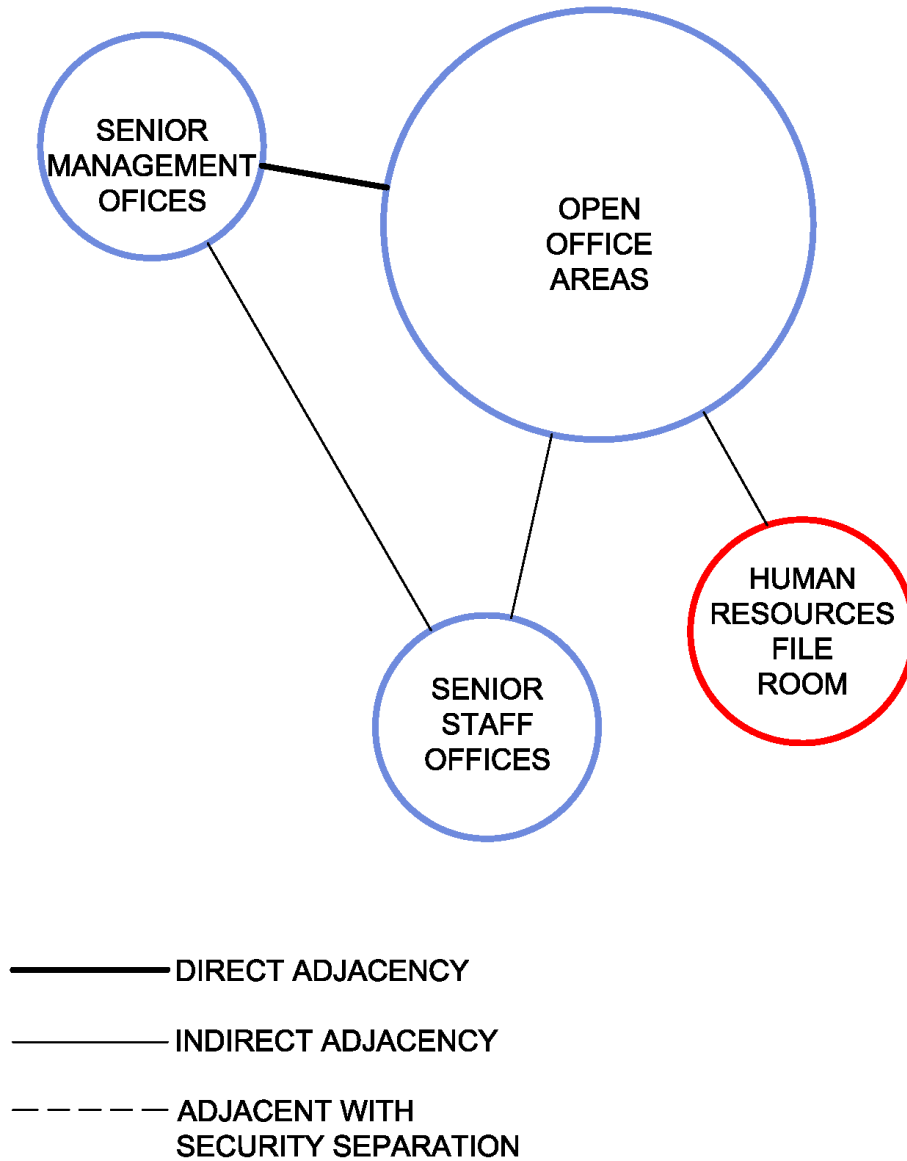 SENIOR
MANAGEMENT
OFICES
OPEN
OFFICE
AREAS
HUMAN
RESOURCES
FILE
ROOM
SENIOR
STAFF
OFFICES
DIRECT ADJACENCY
INDIRECT ADJACENCY
ADJACENT WITH
SECURITY SEPARATION